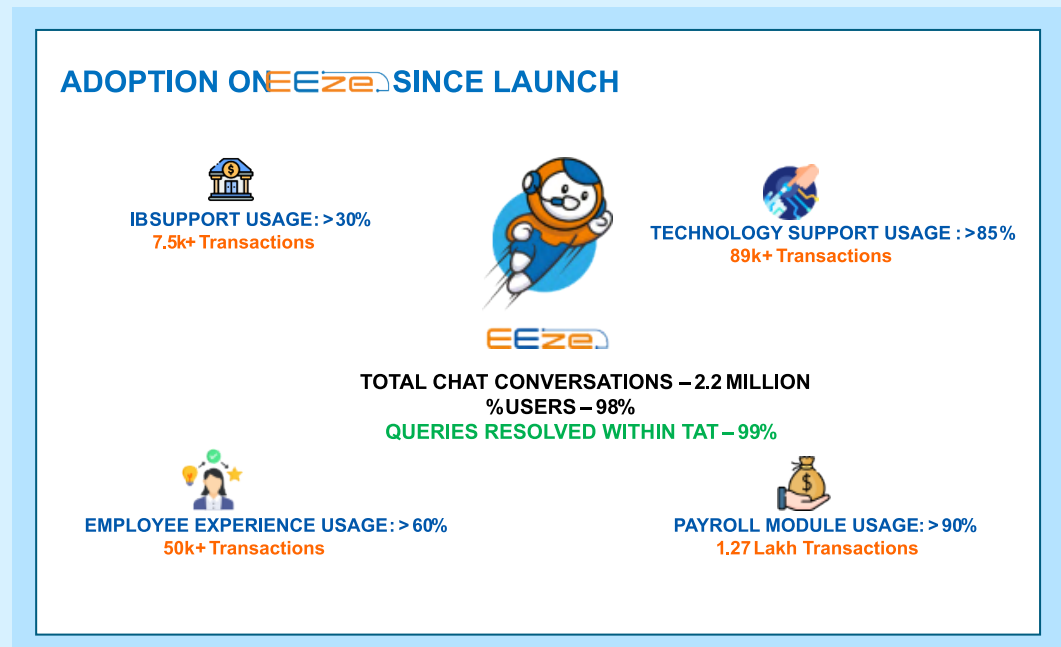 ADOPTION ON EEze SINCE LAUNCH
IBSUPPORT USAGE: >30%
7.5k+ Transactions
TECHNOLOGY SUPPORT USAGE : >85%
89k+ Transactions
EEze
TOTAL CHAT CONVERSATIONS – 2.2 MILLION
%USERS – 98%
QUERIES RESOLVED WITHIN TAT – 99%
EMPLOYEE EXPERIENCE USAGE: > 60%
50k+ Transactions
PAYROLL MODULE USAGE: > 90%
1.27 Lakh Transactions